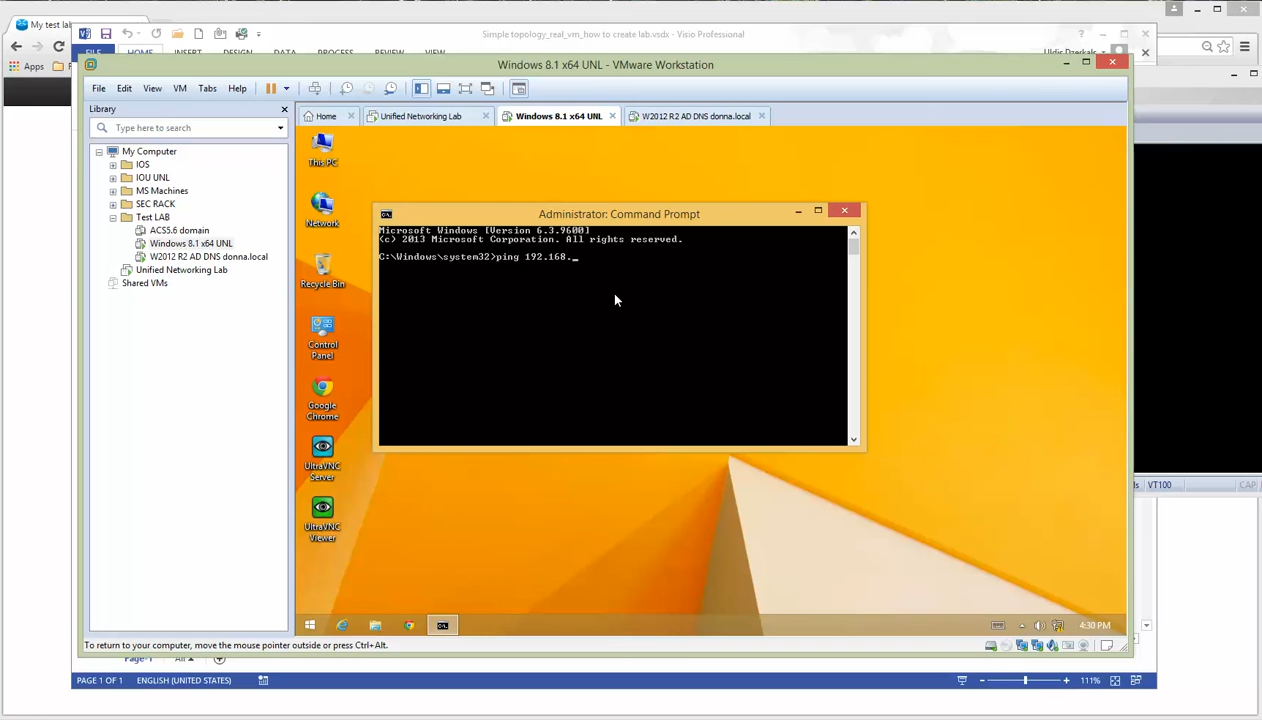 My test lab
Simple topology_real_vm_how to create lab.vsdx - Visio Professional
FILE HOME INSERT DESIGN DATA PROCESS REVIEW VIEW
Uldis Dzerkals
Apps
Windows 8.1 x64 UNL - VMware Workstation
File Edit View VM Tabs Help
Library
Type here to search
Home
Unified Networking Lab
Windows 8.1 x64 UNL
W2012 R2 AD DNS donna.local
My Computer
IOS
IOU UNL
MS Machines
SEC RACK
Test LAB
ACS5.6 domain
Windows 8.1 x64 UNL
W2012 R2 AD DNS donna.local
Unified Networking Lab
Shared VMs
This PC
Network
Recycle Bin
Control
Panel
Google
Chrome
UltraVNC
Server
UltraVNC
Viewer
Administrator: Command Prompt
Microsoft Windows [Version 6.3.9600]
(c) 2013 Microsoft Corporation. All rights reserved.
C:\Windows\system32>ping 192.168._
4:30 PM
VT100
CAP
To return to your computer, move the mouse pointer outside or press Ctrl+Alt.
Page-1 All
PAGE 1 OF 1 ENGLISH (UNITED STATES)
111%